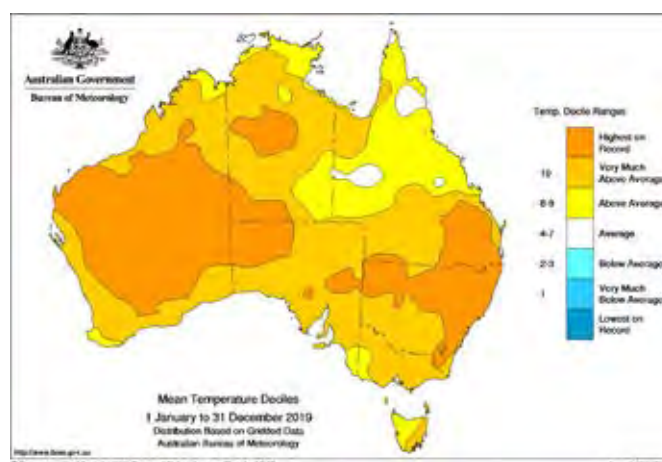 Australian Government
Bureau of Meteorology
Temp. Decile Ranges
Highest on
Record
10
Very Much
Above Average
8-9
Above Average
4-7
Average
2-3
Below Average
1
Very Much
Below Average
Lowest on
Record
Mean Temperature Deciles
1 January to 31 December 2019
Distribution Based on Gridded Data
Australian Bureau of Meteorology
http://www.bom.gov.au